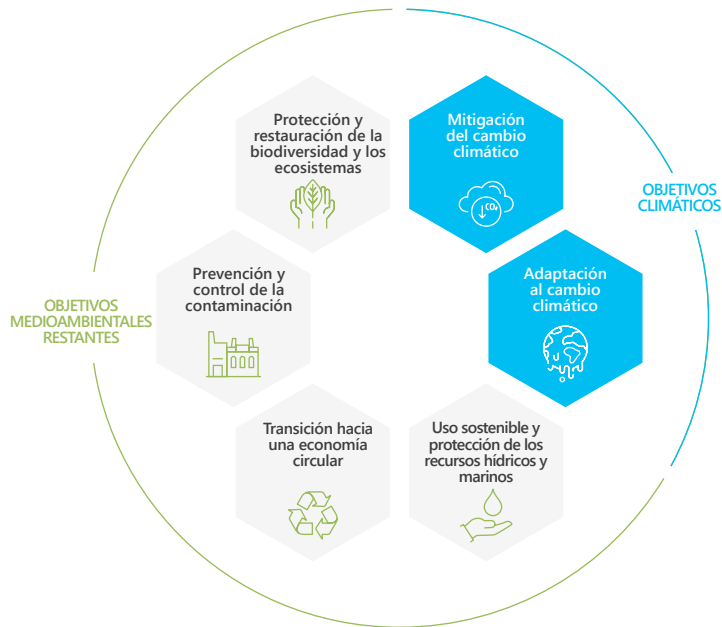 Protección y
restauración de la
biodiversidad y los
ecosistemas
Mitigación
del cambio
climático
CO₂
OBJETIVOS
CLIMÁTICOS
Adaptación
al cambio
climático
Uso sostenible y
protección de los
recursos hídricos y
marinos
Transición hacia
una economía
circular
Prevención y
control de la
contaminación
OBJETIVOS
MEDIOAMBIENTALES
RESTANTES